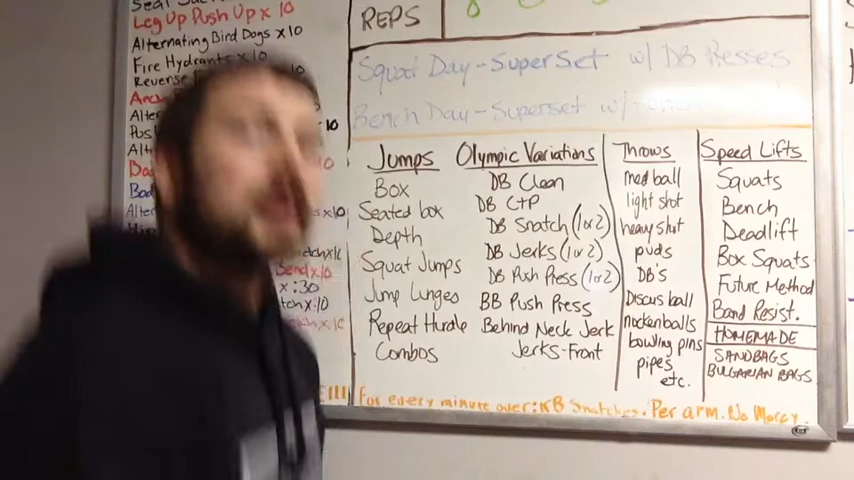 Leg Up Push Up x 10
Alternating Bird Dogs x10
Fire Hydrants
Reverse
REPS
Squat Day - Superset w/ DB Presses
Bench Day - Superset w/
Jumps
Box
Seated box
Depth
Squat Jumps
Jump Lunges
Repeat Hurdle
Combos
Olympic Variations
DB Clean
DB C+P
DB Snatch (1 or 2)
DB Jerks (1 or 2)
DB Push Press (1 or 2)
BB Push Press
Behind Neck Jerk
Jerks-Front
Throws
med ball
light shot
heavy shot
puds
DB's
Discus ball
nockenballs
bowling pins
pipes
etc.
Speed Lifts
Squats
Bench
Deadlift
Box Squats
Future Method
Band Resist.
HOMEMADE
SANDBAGS
BULGARIAN BAGS
For every minute over: KB Snatches. Per arm. No Mercy.